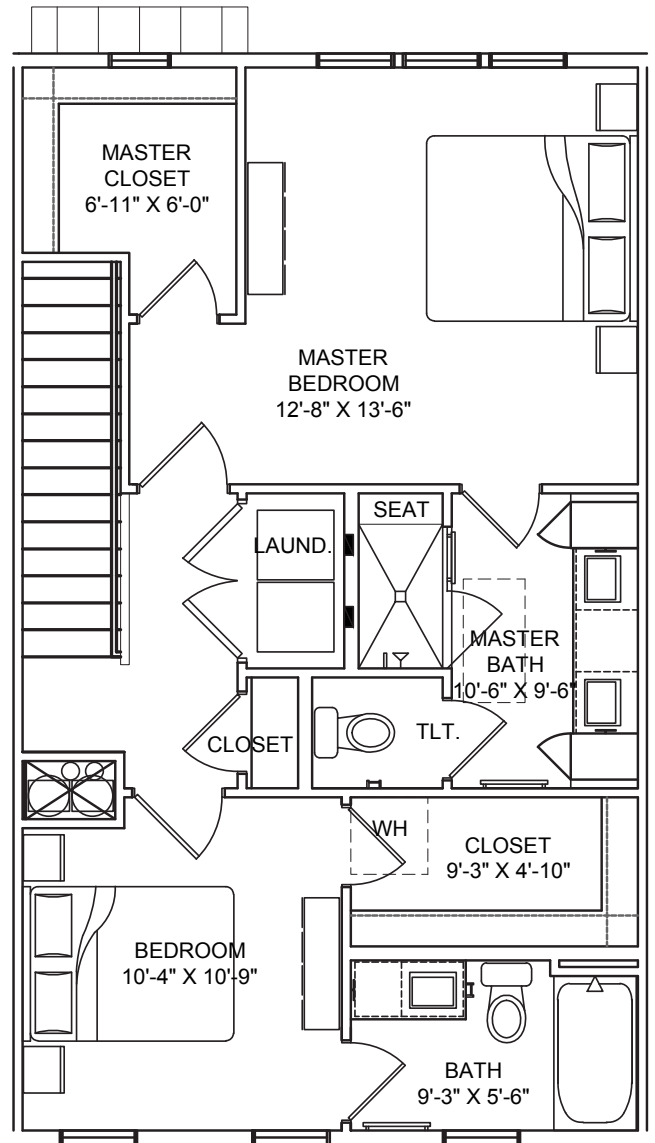 MASTER
CLOSET
6'-11" X 6'-0"
MASTER
BEDROOM
12'-8" X 13'-6"
SEAT
LAUND.
MASTER
BATH
10'-6" X 9'-6"
TLT.
CLOSET
WH
CLOSET
9'-3" X 4'-10"
BEDROOM
10'-4" X 10'-9"
BATH
9'-3" X 5'-6"